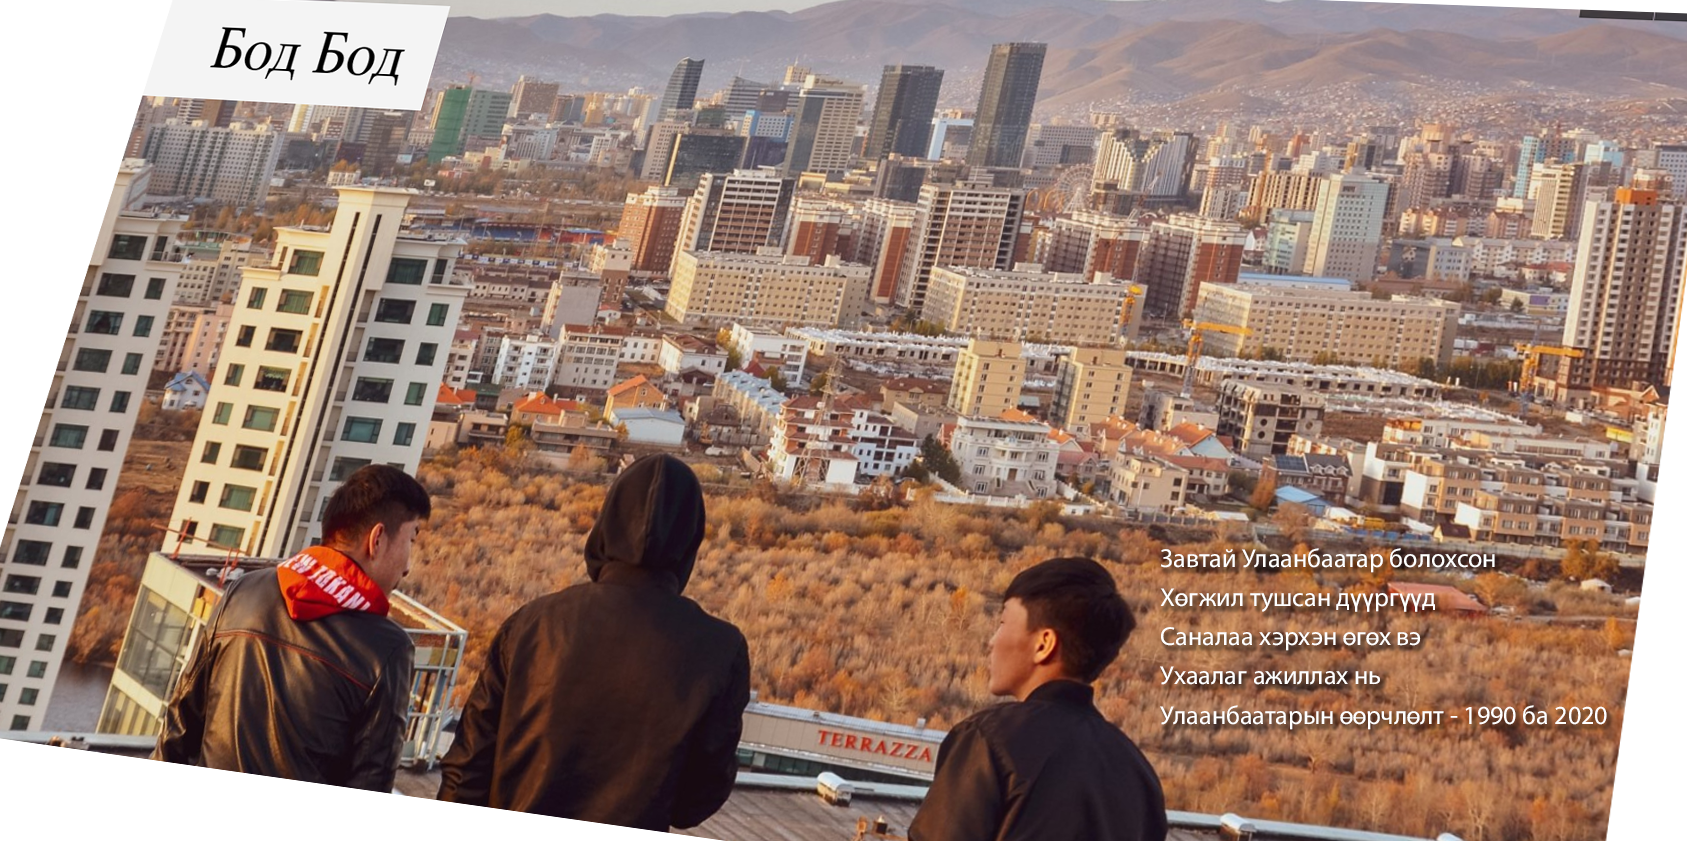 Бод Бод
Завтай Улаанбаатар болохсон
Хөгжил тушсан дүүргүүд
Саналаа хэрхэн өгөх вэ
Ухаалаг ажиллах нь
Улаанбаатарын өөрчлөлт - 1990 ба 2020
TERRAZZA